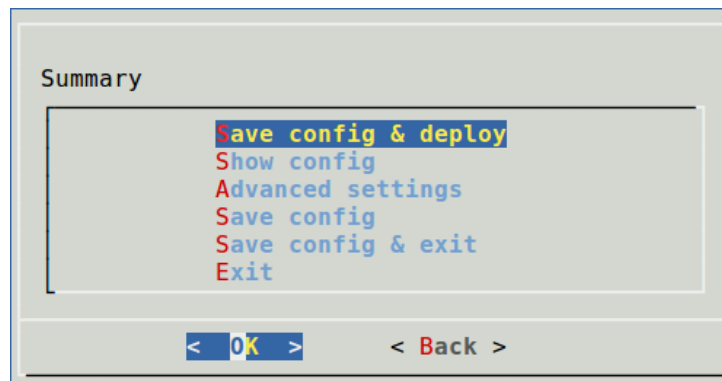 Summary
Save config & deploy
Show config
Advanced settings
Save config
Save config & exit
Exit
< OK > < Back >